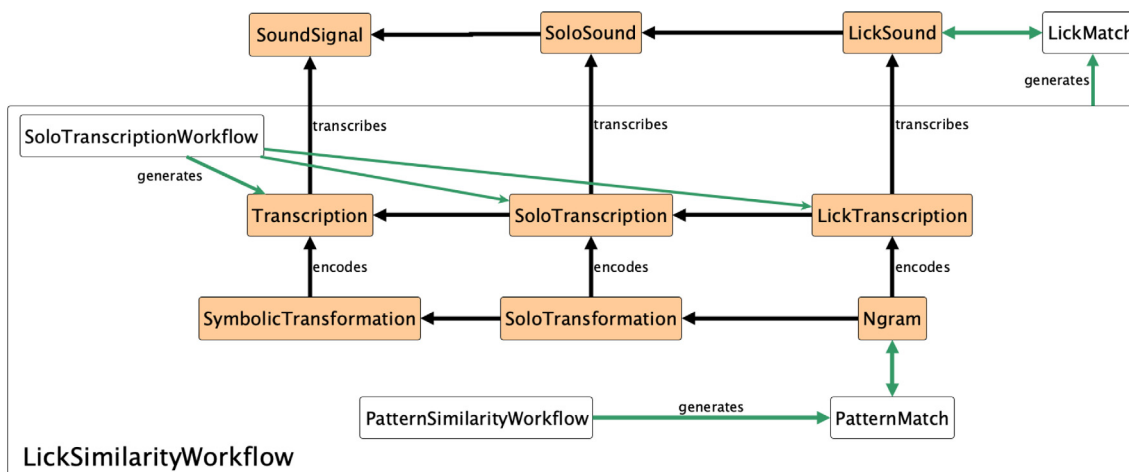 SoundSignal
SoloSound
LickSound
LickMatch
generates
transcribes
transcribes
transcribes
SoloTranscriptionWorkflow
generates
Transcription
SoloTranscription
LickTranscription
encodes
encodes
encodes
SymbolicTransformation
SoloTransformation
Ngram
PatternSimilarityWorkflow
generates
PatternMatch
LickSimilarityWorkflow